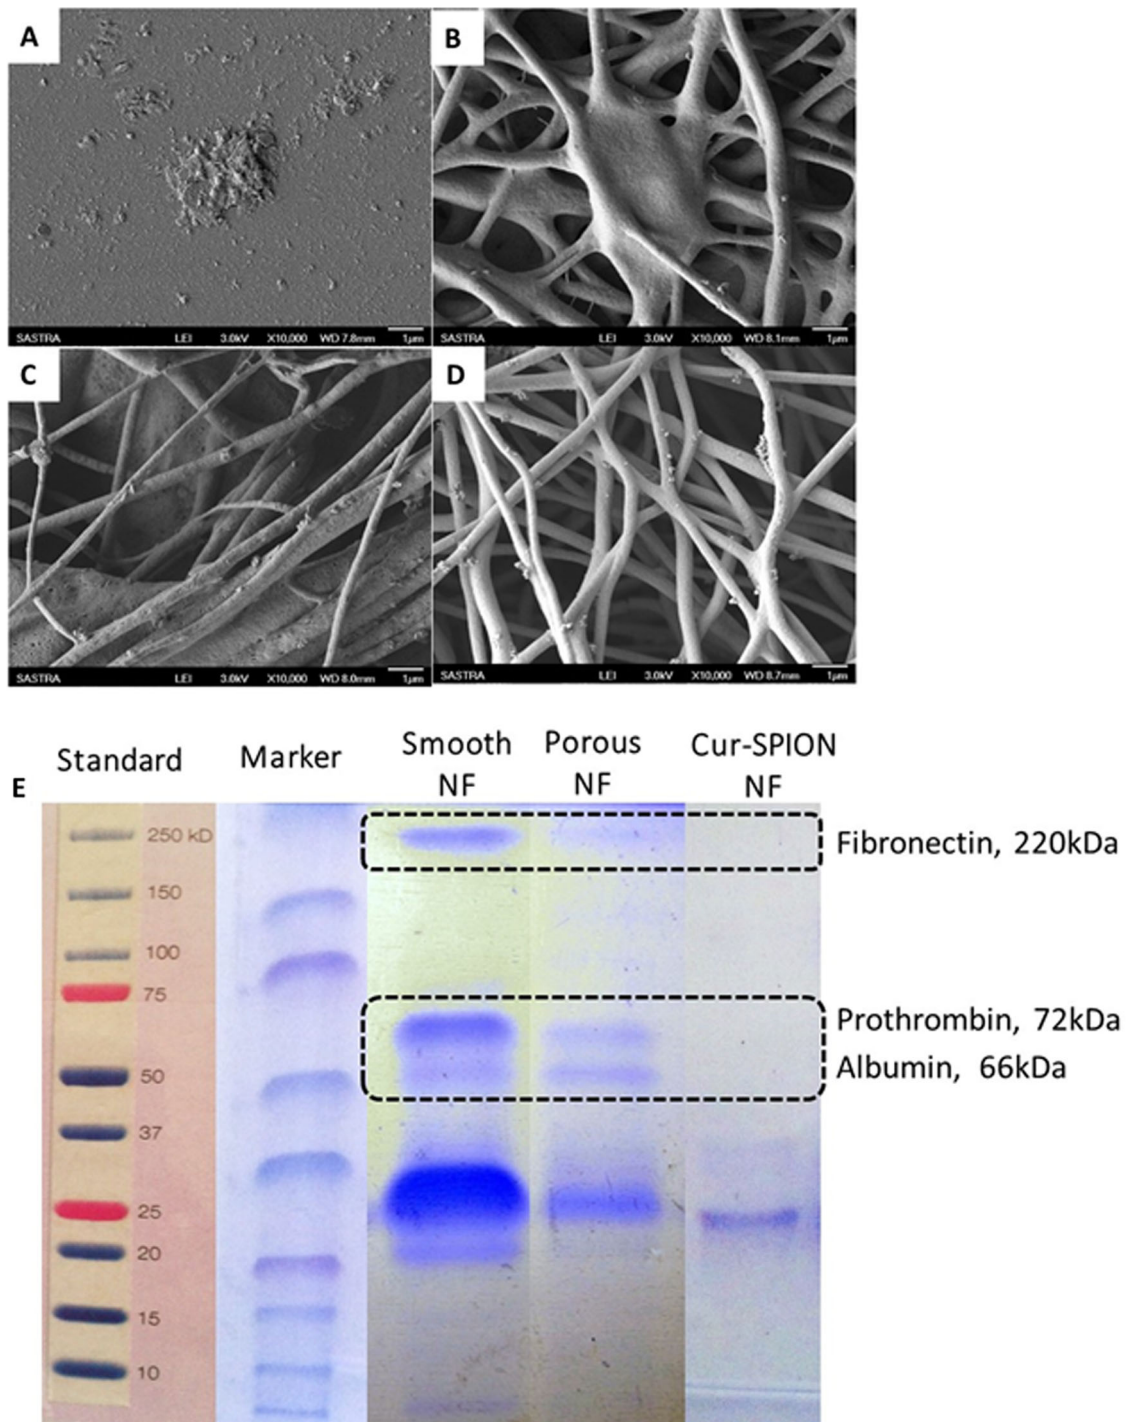 A
SASTRA LEI 3.0kV X10,000 WD 7.8mm 1µm
B
SASTRA LEI 3.0kV X10,000 WD 8.1mm 1µm
C
SASTRA LEI 3.0kV X10,000 WD 8.0mm 1µm
D
SASTRA LEI 3.0kV X10,000 WD 8.7mm 1µm
E
Standard
Marker
Smooth
NF
Porous
NF
Cur-SPION
NF
250 kD
150
100
75
50
37
25
20
15
10
Fibronectin, 220kDa
Prothrombin, 72kDa
Albumin, 66kDa